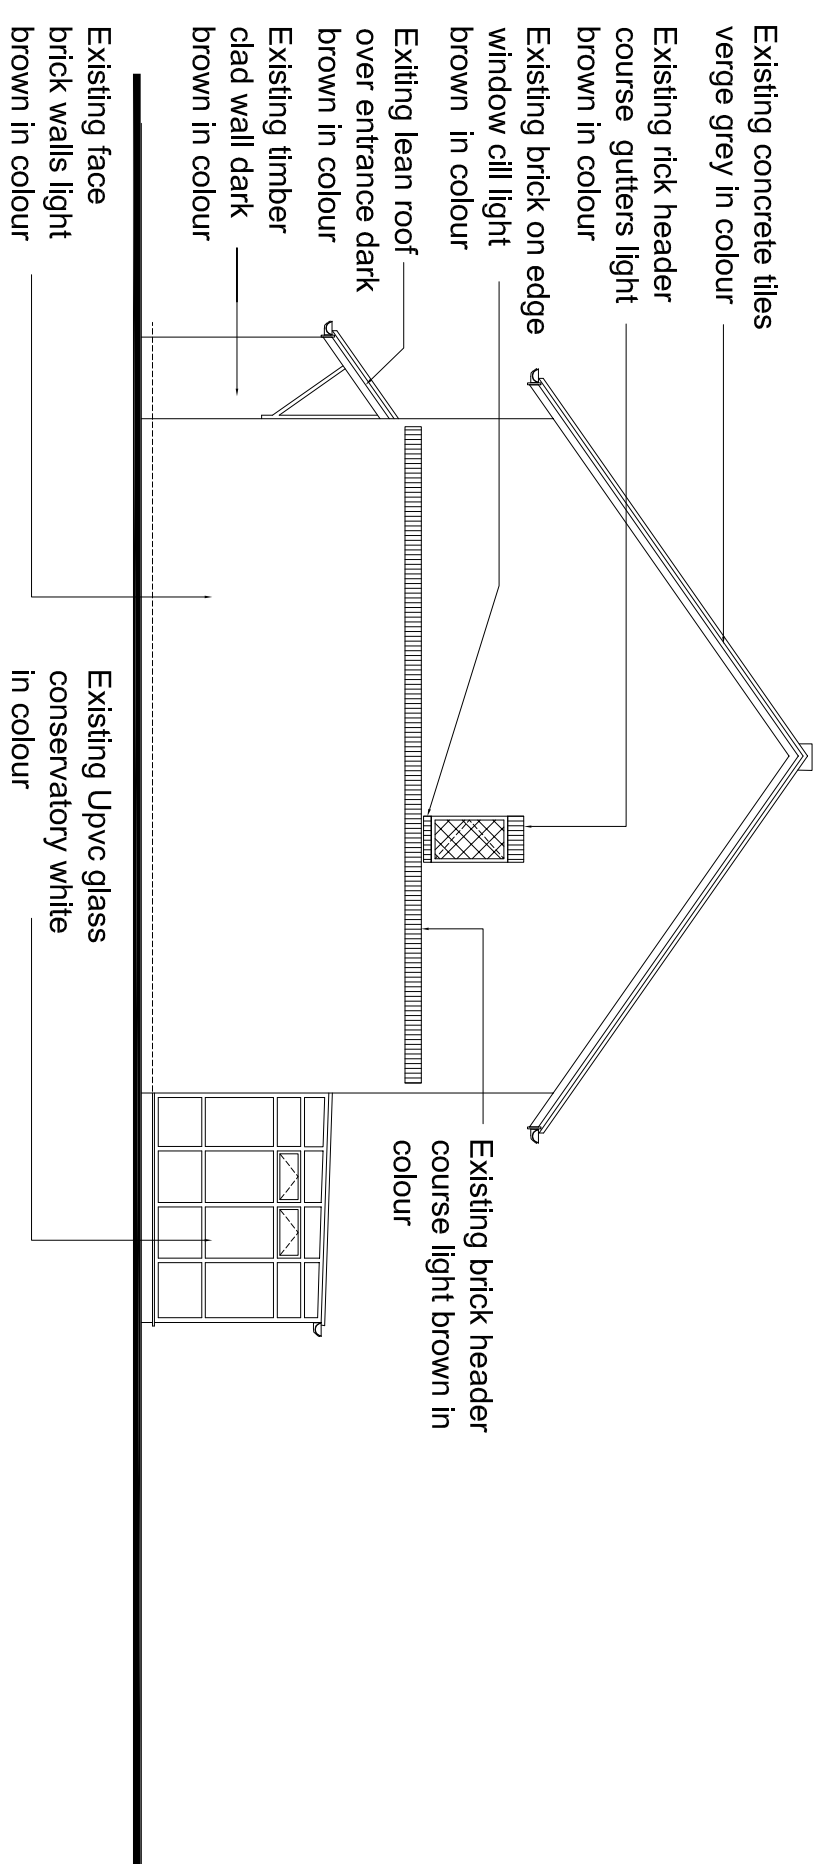 Existing concrete tiles
verge grey in colour
Existing rick header
course gutters light
brown in colour
Existing brick on edge
window cill light
brown in colour
Exiting lean roof
over entrance dark
brown in colour
Existing timber
clad wall dark
brown in colour
Existing face
brick walls light
brown in colour
Existing Upvc glass
conservatory white
in colour
Existing brick header
course light brown in
colour